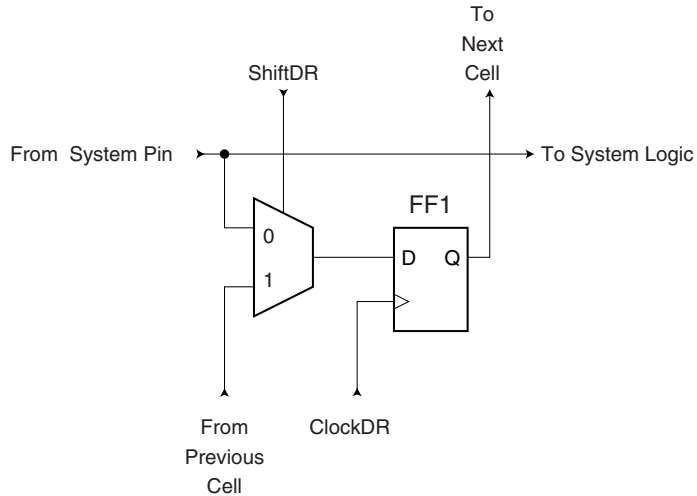 To
Next
Cell
ShiftDR
From System Pin
To System Logic
FF1
0
D Q
1
From
Previous
Cell
ClockDR